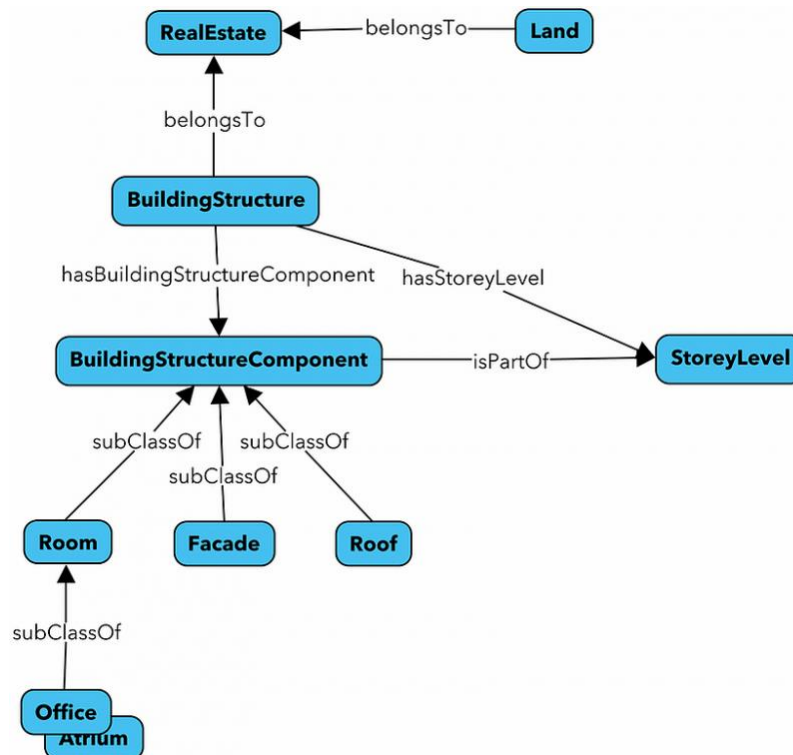 RealEstate
belongsTo
Land
belongsTo
BuildingStructure
hasBuildingStructureComponent
hasStoreyLevel
BuildingStructureComponent
isPartOf
StoreyLevel
subClassOf
subClassOf
subClassOf
Room
Facade
Roof
subClassOf
Office
Atrium